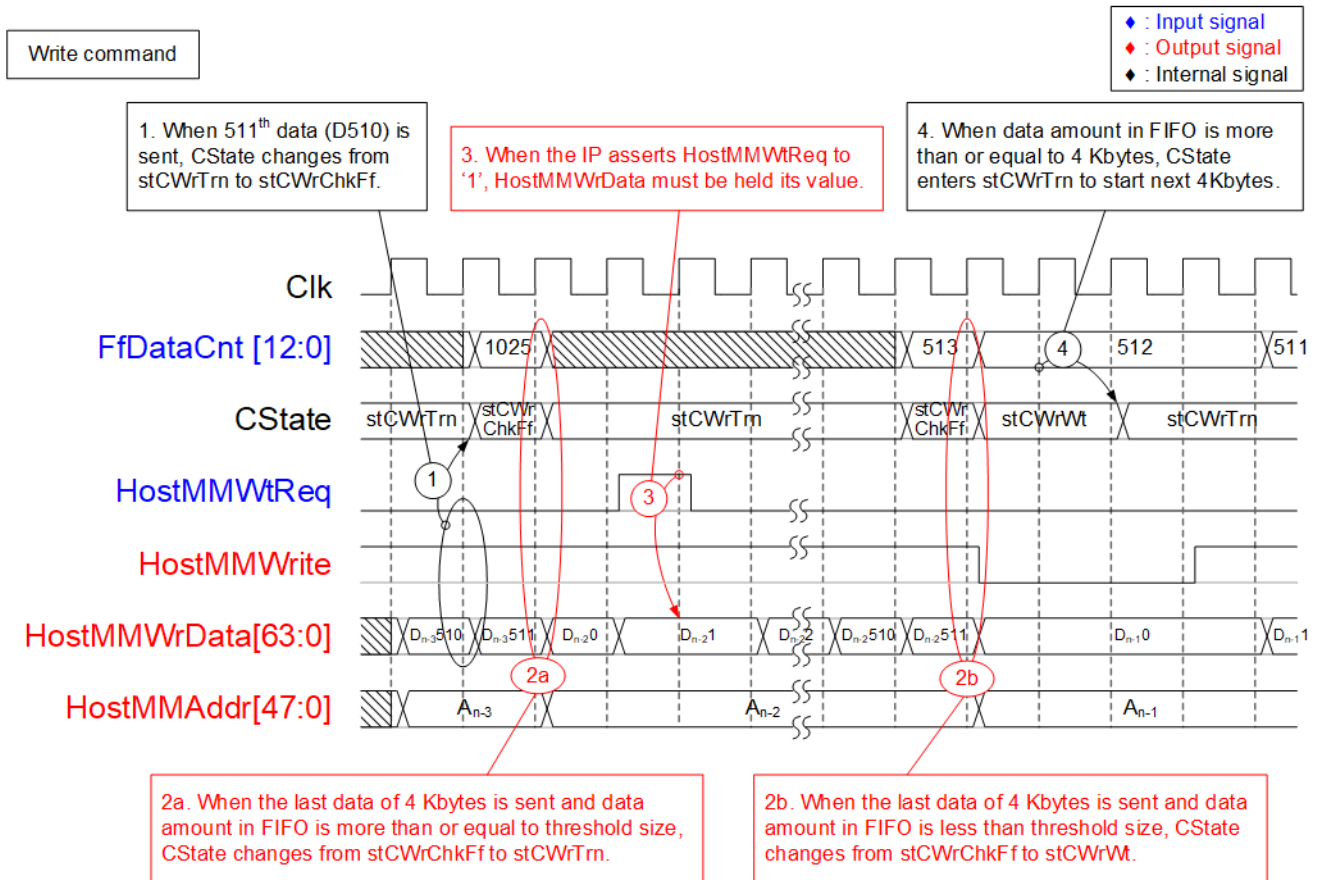 Write command
♦ : Input signal
♦ : Output signal
♦ : Internal signal
1. When 511th data (D510) is
sent, CState changes from
stCWrTrn to stCWrChkFf.
3. When the IP asserts HostMMWtReq to
‘1’, HostMMWrData must be held its value.
4. When data amount in FIFO is more
than or equal to 4 Kbytes, CState
enters stCWrTrn to start next 4Kbytes.
Clk
FfDataCnt [12:0]
1025
513
4
512
511
CState
stCWrTrn
stCWr
ChkFf
stCWrTrn
stCWr
ChkFf
stCWrWt
stCWrTrn
1
HostMMWtReq
3
HostMMWrite
HostMMWrData[63:0]
Dn-3510
Dn-3511
Dn-20
Dn-21
Dn-22
Dn-2510
Dn-2511
Dn-10
Dn-11
2a
2b
HostMMAddr[47:0]
An-3
An-2
An-1
2a. When the last data of 4 Kbytes is sent and data
amount in FIFO is more than or equal to threshold size,
CState changes from stCWrChkFf to stCWrTrn.
2b. When the last data of 4 Kbytes is sent and data
amount in FIFO is less than threshold size, CState
changes from stCWrChkFf to stCWrWt.